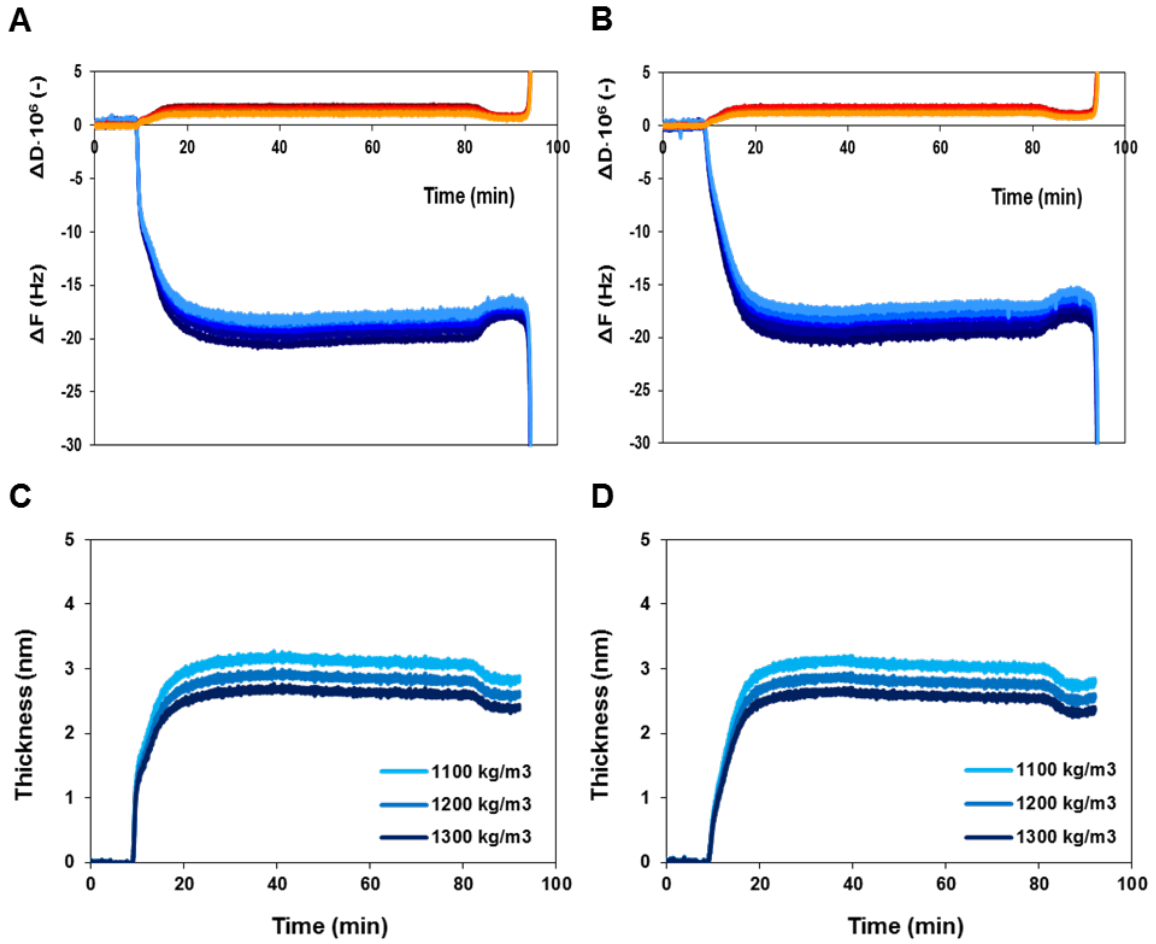 A
B
ΔD·10⁶ (-)
5
0
-5
-10
-15
-20
-25
-30
0
20
40
60
80
100
Time (min)
ΔF (Hz)
ΔD·10⁶ (-)
5
0
-5
-10
-15
-20
-25
-30
0
20
40
60
80
100
Time (min)
ΔF (Hz)
C
D
Thickness (nm)
5
4
3
2
1
0
1100 kg/m3
1200 kg/m3
1300 kg/m3
0
20
40
60
80
100
Time (min)
Thickness (nm)
5
4
3
2
1
0
1100 kg/m3
1200 kg/m3
1300 kg/m3
0
20
40
60
80
100
Time (min)